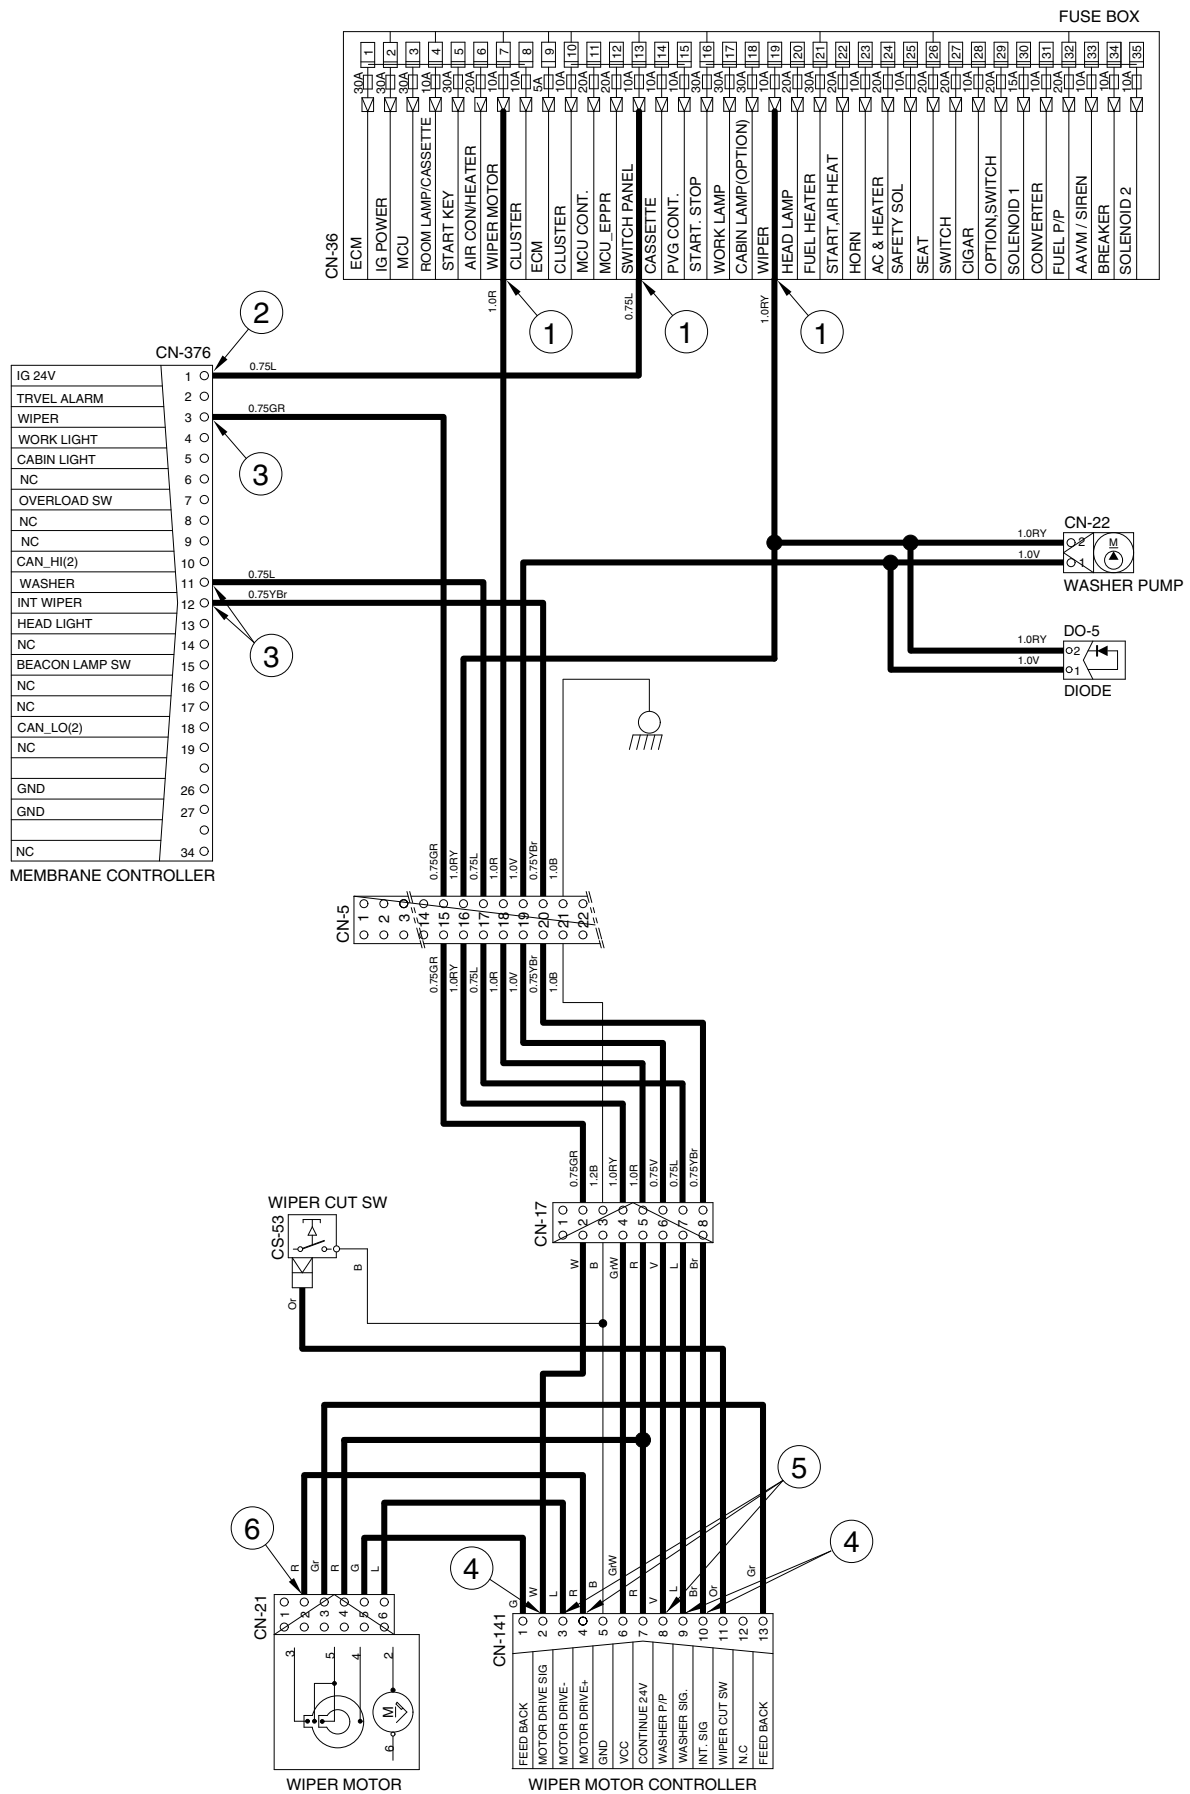 FUSE BOX
1
2
3
4
5
6
7
8
9
10
11
12
13
14
15
16
17
18
19
20
21
22
23
24
25
26
27
28
29
30
31
32
33
34
35
30A
30A
30A
10A
30A
20A
10A
10A
5A
10A
20A
10A
10A
10A
10A
30A
30A
30A
10A
30A
30A
20A
20A
10A
20A
20A
10A
20A
15A
10A
10A
20A
10A
10A
10A
CN-36
ECM
IG POWER
MCU
ROOM LAMP/CASSETTE
START KEY
AIR CON/HEATER
WIPER MOTOR
CLUSTER
ECM
CLUSTER
MCU CONT.
MCU_EPPR
SWITCH PANEL
CASSETTE
PVG CONT.
START. STOP
WORK LAMP
CABIN LAMP(OPTION)
WIPER
HEAD LAMP
FUEL HEATER
START,AIR HEAT
HORN
AC & HEATER
SAFETY SOL
SEAT
SWITCH
CIGAR
OPTION,SWITCH
SOLENOID 1
CONVERTER
FUEL P/P
AAVM / SIREN
BREAKER
SOLENOID 2
1.0R
0.75L
1.0RY
1
1
1
2
CN-376
IG 24V 1
TRVEL ALARM 2
WIPER 3
WORK LIGHT 4
CABIN LIGHT 5
NC 6
OVERLOAD SW 7
NC 8
NC 9
CAN_HI(2) 10
WASHER 11
INT WIPER 12
HEAD LIGHT 13
NC 14
BEACON LAMP SW 15
NC 16
NC 17
CAN_LO(2) 18
NC 19
GND 26
GND 27
NC 34
MEMBRANE CONTROLLER
0.75L
0.75GR
3
0.75L
0.75YBr
3
CN-22
1.0RY 2
1.0V 1
M
WASHER PUMP
DO-5
1.0RY 2
1.0V 1
DIODE
0.75GR
1.0RY
0.75L
1.0R
1.0V
0.75YBr
1.0B
CN-5
1
2
3
14
15
16
17
18
19
20
21
22
0.75GR
1.0RY
0.75L
1.0R
1.0V
0.75YBr
1.0B
0.75GR
1.2B
1.0RY
1.0R
0.75V
0.75L
0.75YBr
CN-17
1
2
3
4
5
6
7
8
W
B
GrW
R
V
L
Br
WIPER CUT SW
CS-53
B
Or
5
6
4
4
R
Gr
R
G
L
CN-21
1
2
3
4
5
6
3
5
4
2
M
6
WIPER MOTOR
G
W
L
R
B
GrW
R
V
L
Br
Or
Gr
CN-141
1
2
3
4
5
6
7
8
9
10
11
12
13
FEED BACK
MOTOR DRIVE SIG
MOTOR DRIVE-
MOTOR DRIVE+
GND
VCC
CONTINUE 24V
WASHER P/P
WASHER SIG.
INT. SIG
WIPER CUT SW
N.C
FEED BACK
WIPER MOTOR CONTROLLER